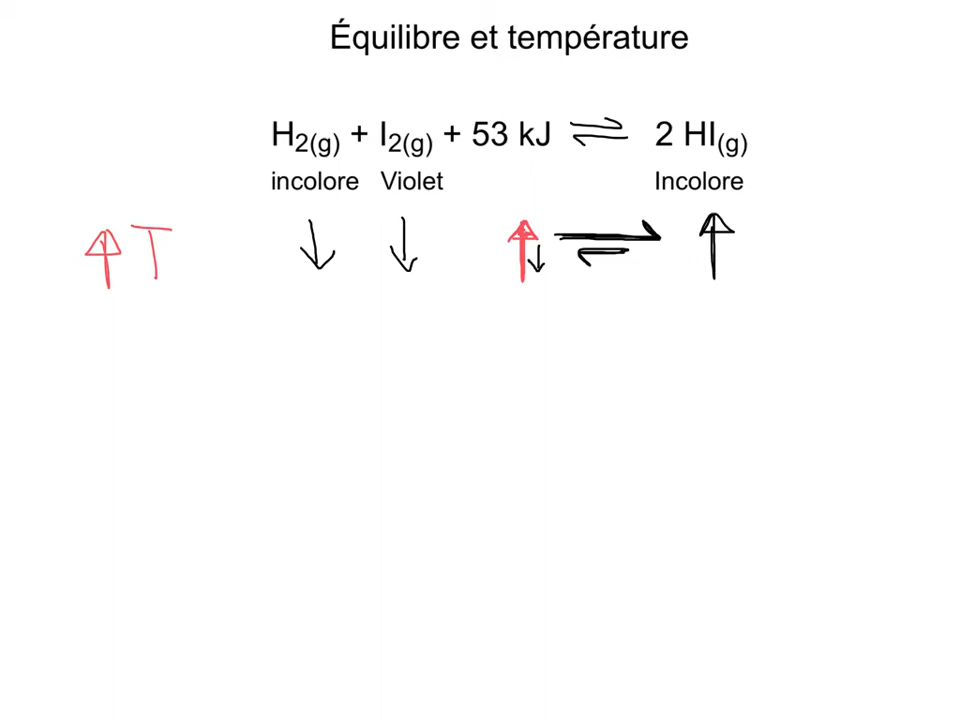 Équilibre et température
H2(g) + I2(g) + 53 kJ ⇌ 2 HI(g)
incolore Violet Incolore
↑ T ↓ ↓ ↑ ↓ ⇌ ↑